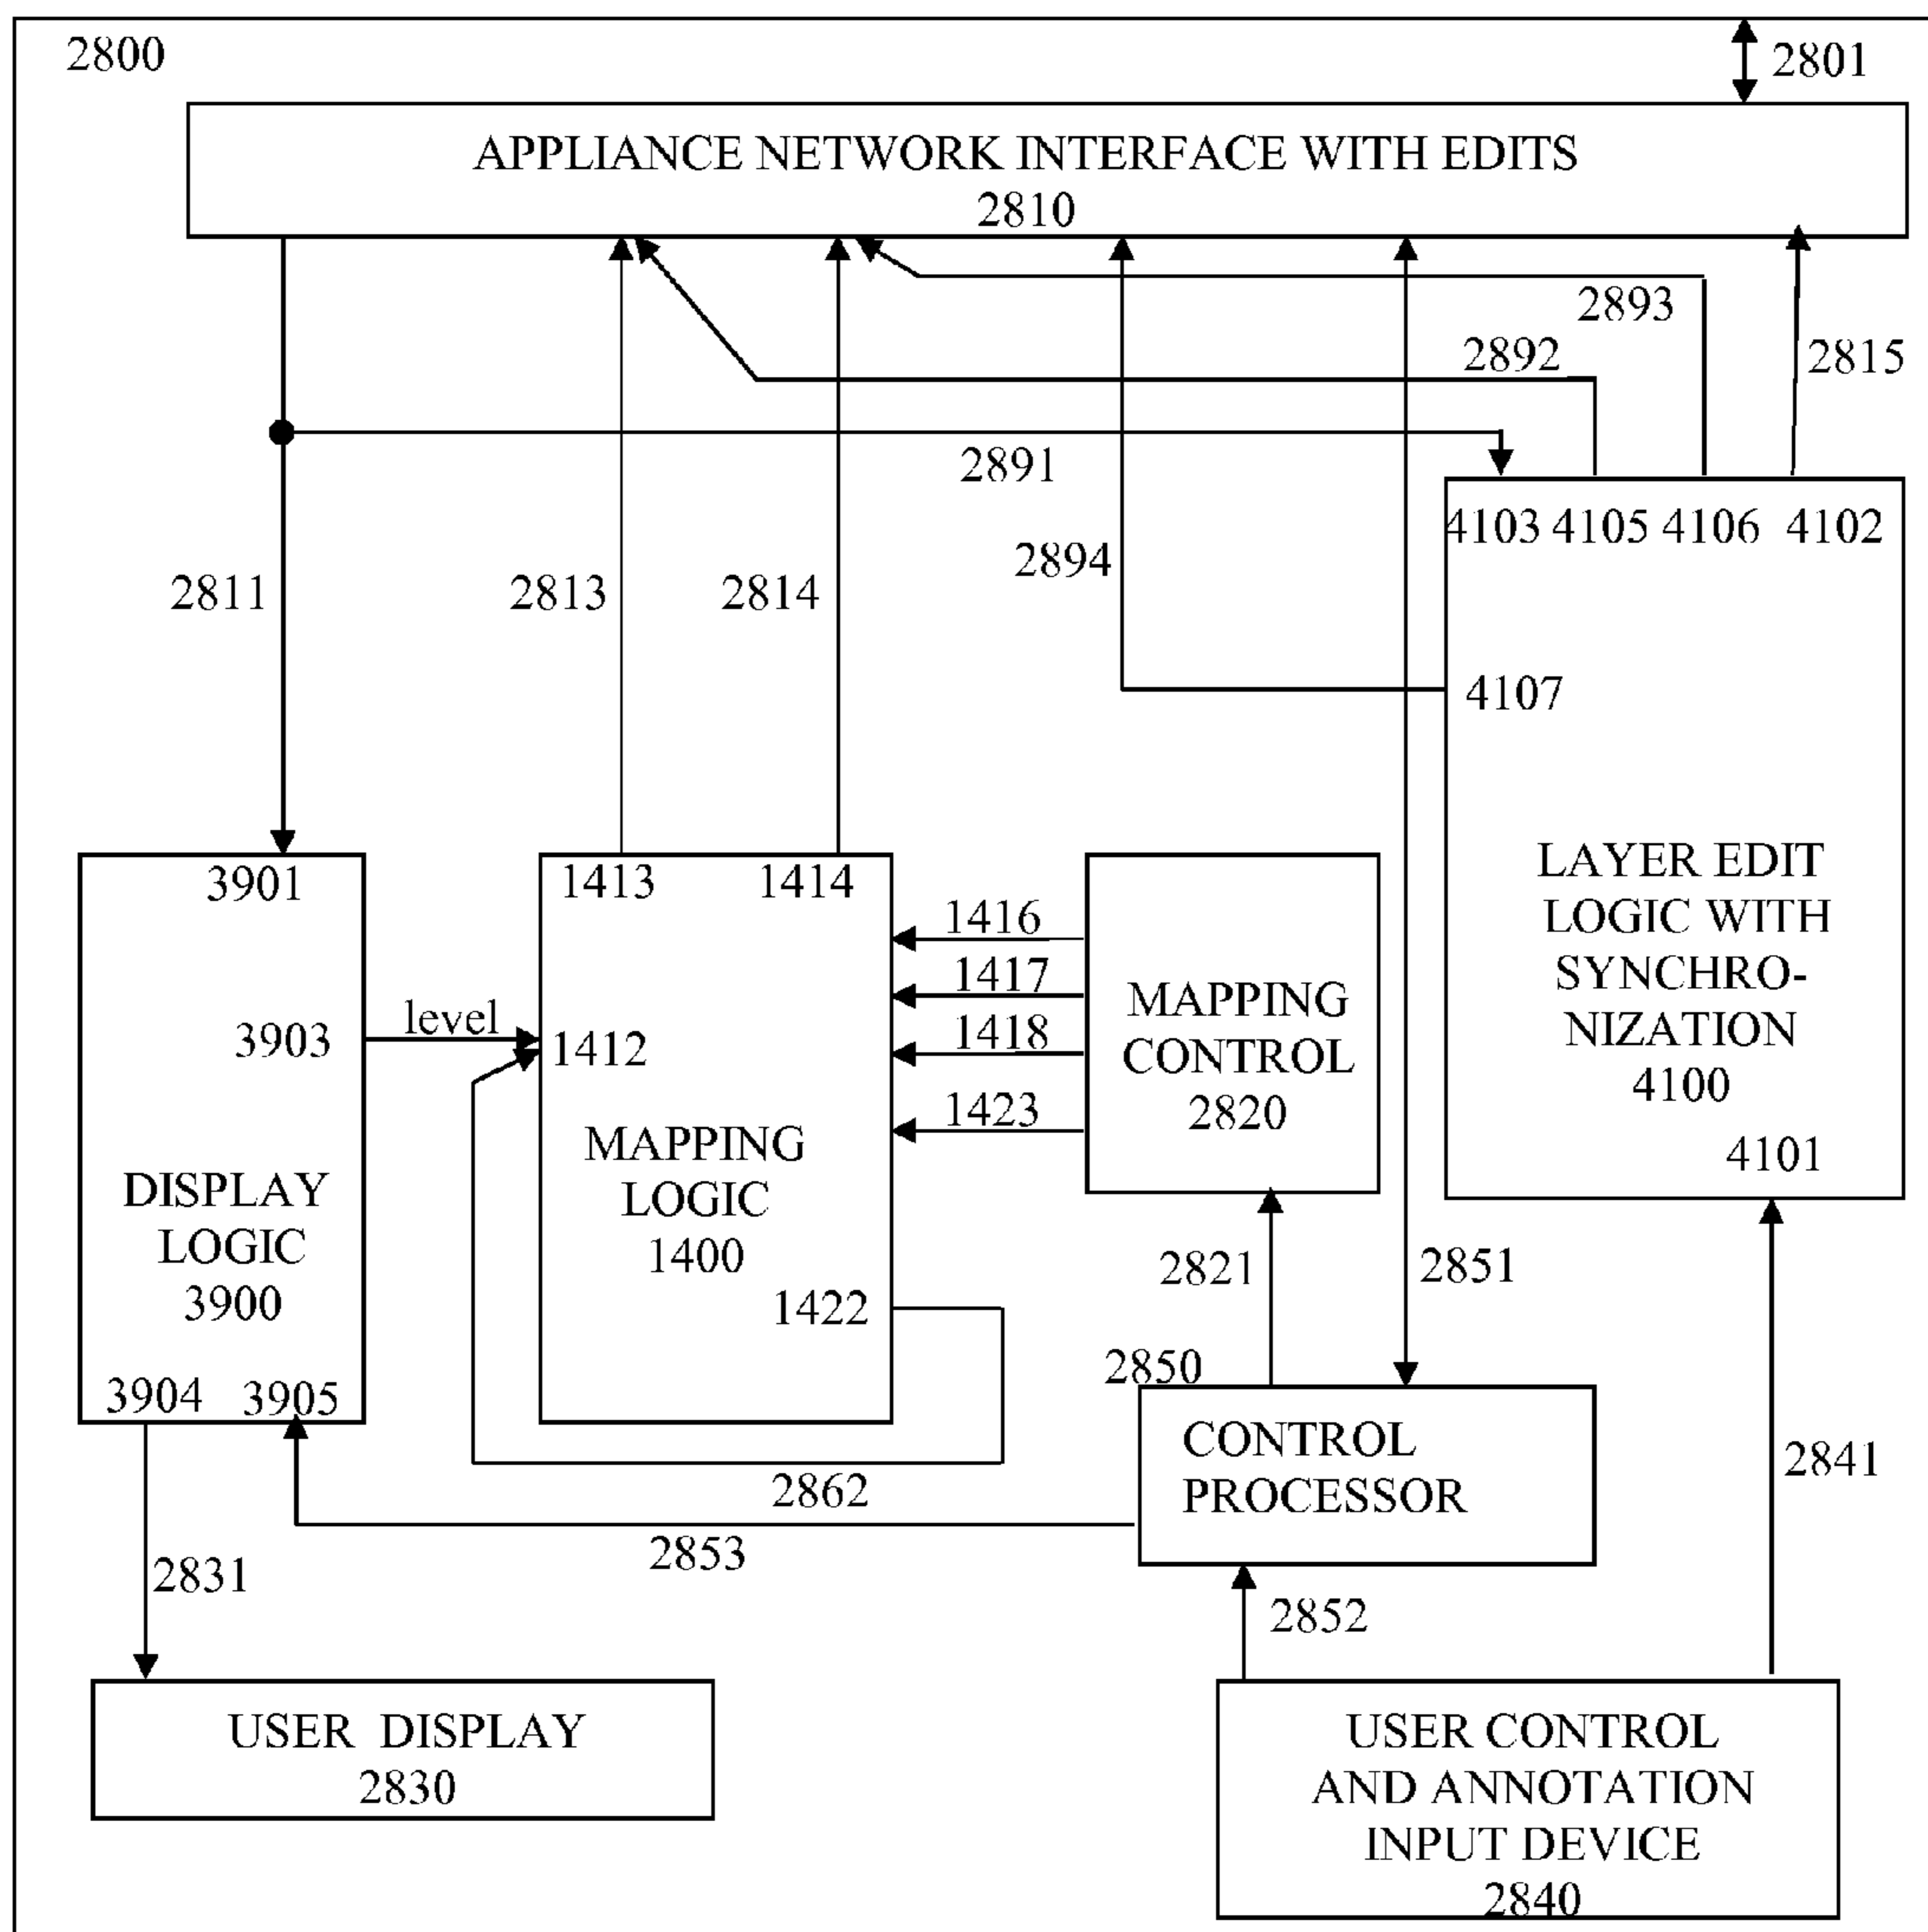 2800
2801
APPLIANCE NETWORK INTERFACE WITH EDITS
2810
2893
2892
2815
2891
4103 4105 4106 4102
2894
2811
2813
2814
4107
3901
1413
1414
LAYER EDIT
LOGIC WITH
SYNCHRO-
NIZATION
4100
4101
1416
1417
1418
1423
MAPPING
CONTROL
2820
level
3903
1412
MAPPING
LOGIC
1400
1422
DISPLAY
LOGIC
3900
3904
3905
2821
2851
2850
CONTROL
PROCESSOR
2841
2862
2853
2831
2852
USER DISPLAY
2830
USER CONTROL
AND ANNOTATION
INPUT DEVICE
2840